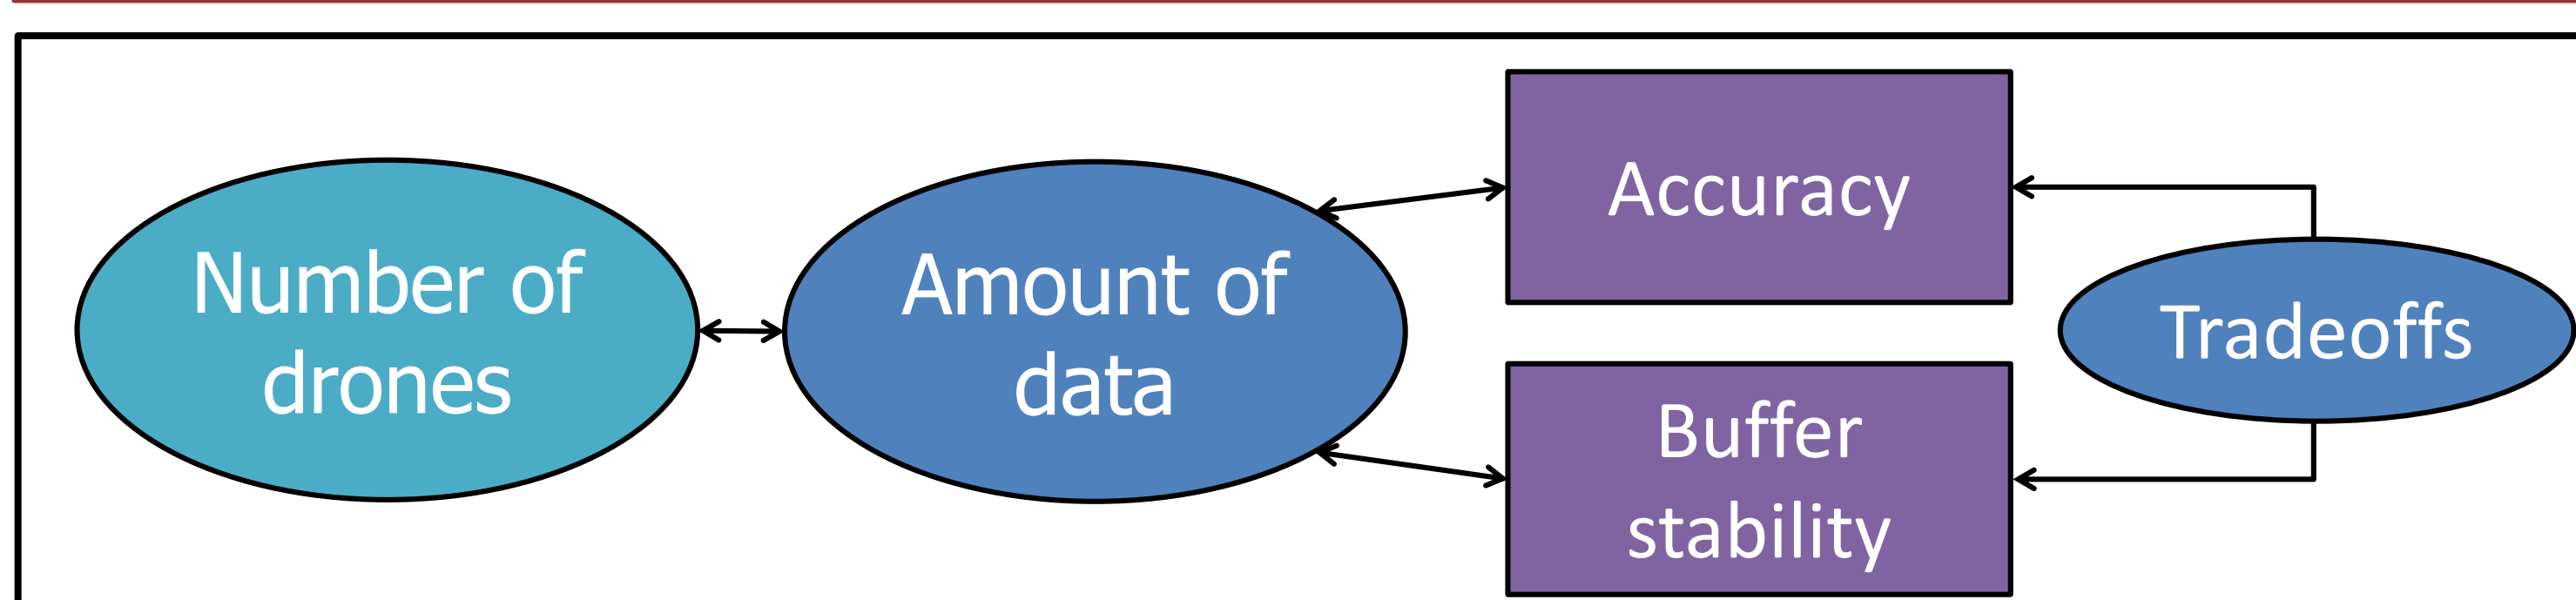 Number of
drones
Amount of
data
Accuracy
Buffer
stability
Tradeoffs